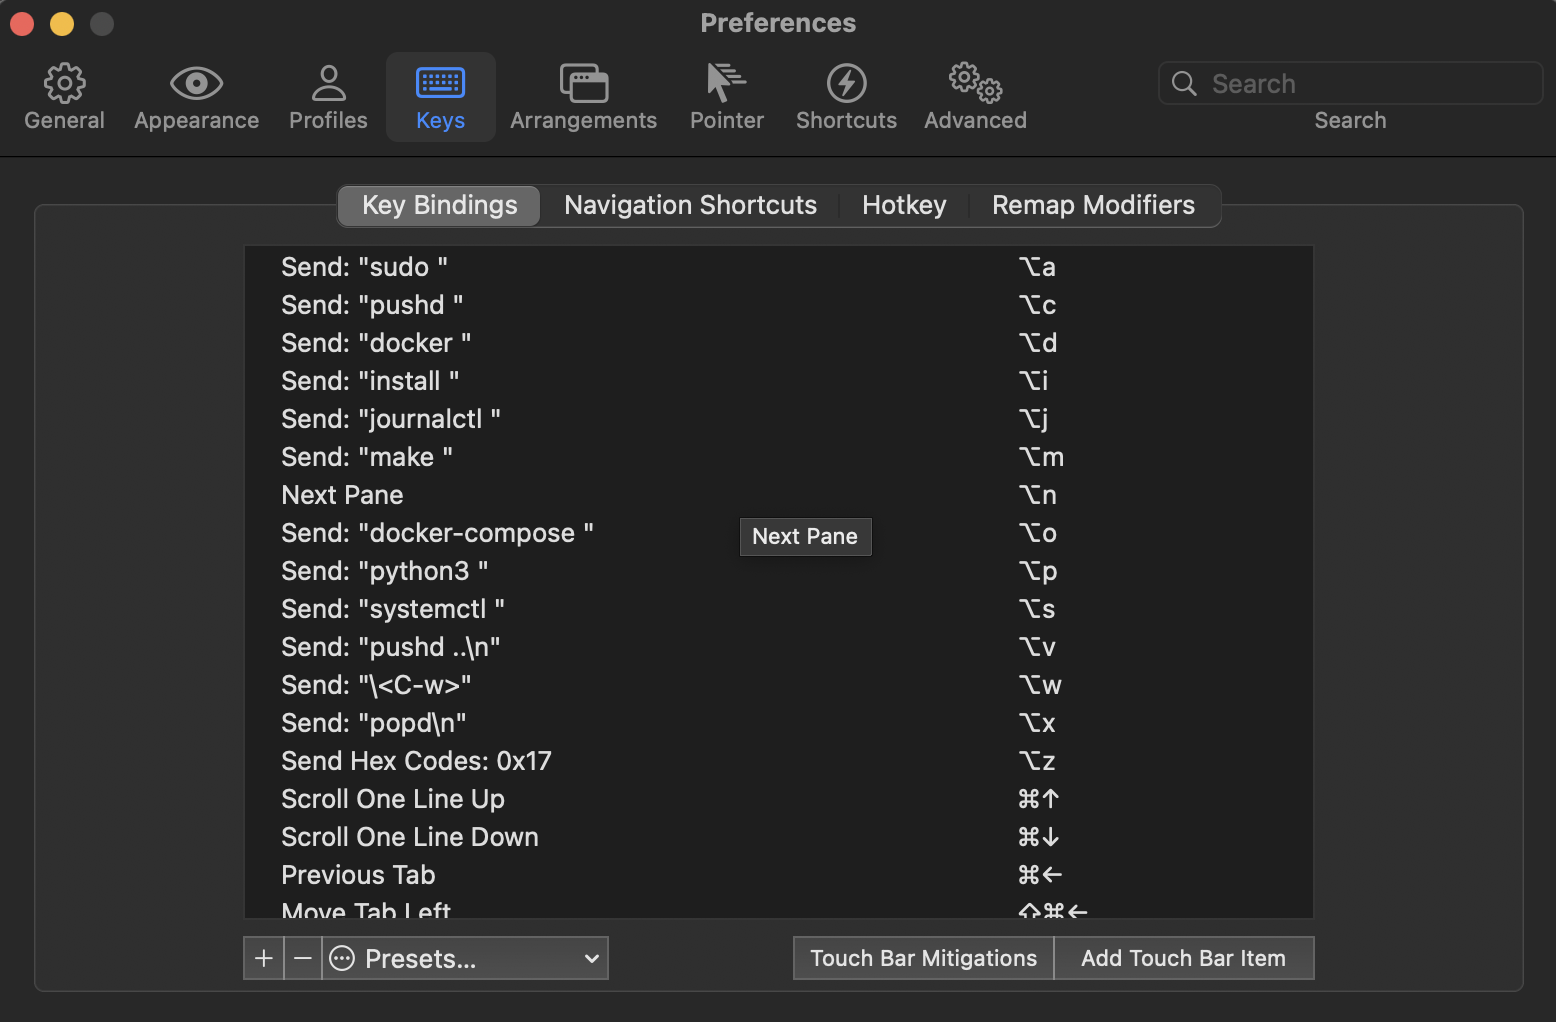 Preferences
General Appearance Profiles Keys Arrangements Pointer Shortcuts Advanced Search
Search
Key Bindings Navigation Shortcuts Hotkey Remap Modifiers
Send: "sudo " ⌥a
Send: "pushd " ⌥c
Send: "docker " ⌥d
Send: "install " ⌥i
Send: "journalctl " ⌥j
Send: "make " ⌥m
Next Pane ⌥n
Send: "docker-compose " ⌥o
Next Pane
Send: "python3 " ⌥p
Send: "systemctl " ⌥s
Send: "pushd ..\n" ⌥v
Send: "\<C-w>" ⌥w
Send: "popd\n" ⌥x
Send Hex Codes: 0x17 ⌥z
Scroll One Line Up ⌘↑
Scroll One Line Down ⌘↓
Previous Tab ⌘←
Move Tab Left ⇧⌘←
+ − Presets... Touch Bar Mitigations Add Touch Bar Item